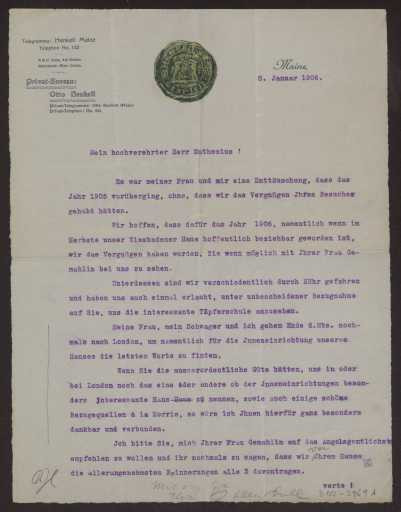 Telegramme: Henkell Mainz
Telephon No. 142
Privat-Bureau:
Otto Henkell
Mainz,
5. Januar 1906.
Mein hochverehrter Herr Muthesius !
Es war meiner Frau und mir eine Enttäuschung, dass das
Jahr 1905 vorüberging, ohne, dass wir das Vergnügen Jhres Besuches
gehabt hätten.
Wir hoffen, dass dafür das Jahr 1906, namentlich wenn im
Herbste unser Wiesbadener Haus hoffentlich beziehbar geworden ist,
wir das Vergnügen haben werden, Sie wenn möglich mit Jhrer Frau Ge-
mahlin bei uns zu sehen.
Unterdessen sind wir verschiedentlich durch gefahren
und haben uns auch einmal erlaubt, unter unbescheidener Bezugnahme
auf Sie, uns die interessante Töpferschule anzusehen.
Meine Frau, mein Schwager und ich gehen Ende d.Mts. noch-
mals nach London, um namentlich für die Jnneneinrichtung unseres
Hauses die letzten Werte zu finden.
Wenn Sie die ausserordentliche Güte hätten, uns in oder
bei London noch das eine oder andere ob der Jnneneinrichtungen beson-
ders interessante Haus zu nennen, sowie auch einige schöne
Bezugsquellen à la Morris, so wäre ich Jhnen hierfür ganz besonders
dankbar und verbunden.
Jch bitte Sie, mich Jhrer Frau Gemahlin auf das Angelegentlichste
empfehlen zu wollen und ihr nochmals zu sagen, dass wir Jhrem Hause
die allerangenehmsten Erinnerungen alle 3 davontragen.